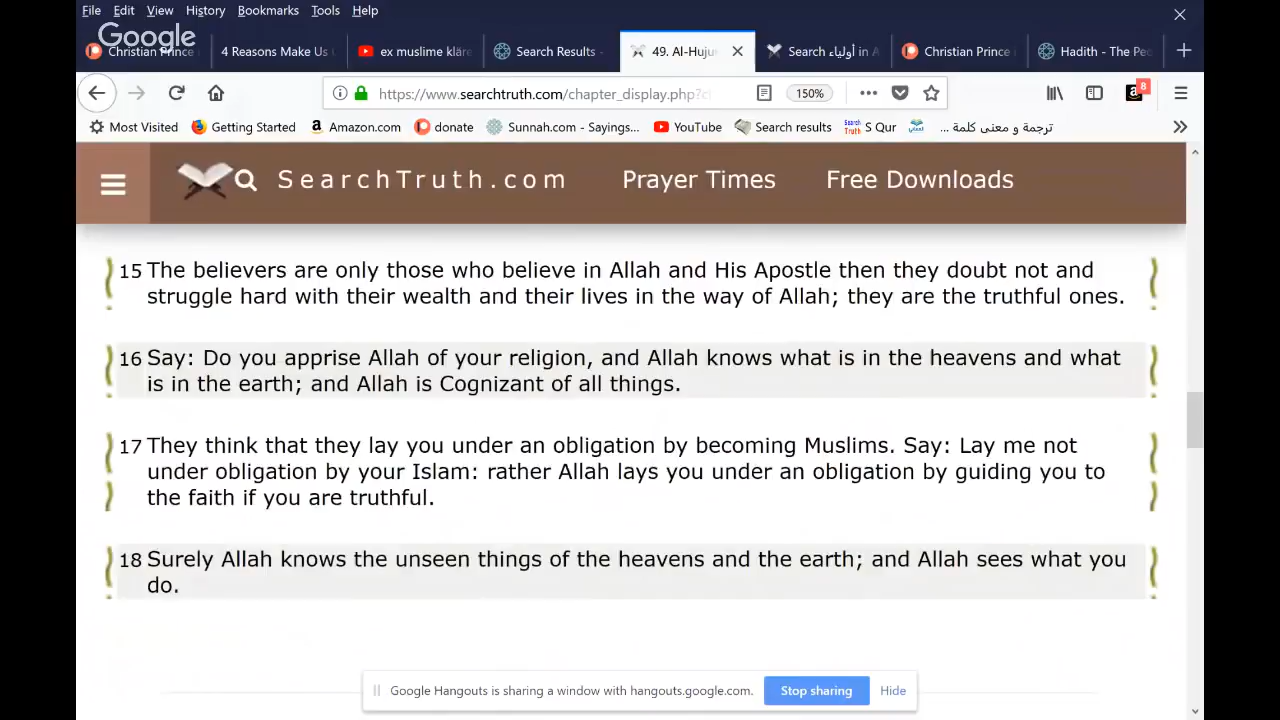 File Edit View History Bookmarks Tools Help
Google
Christian Prince 4 Reasons Make Us ex muslime kläre Search Results - 49. Al-Huju Search أولياء in A Christian Prince Hadith - The Pe
https://www.searchtruth.com/chapter_display.php?c 150%
8
Most Visited Getting Started Amazon.com donate Sunnah.com - Sayings,... YouTube Search results Search Truth S Qur ترجمة و معنى كلمة ...
SearchTruth.com Prayer Times Free Downloads
15 The believers are only those who believe in Allah and His Apostle then they doubt not and
struggle hard with their wealth and their lives in the way of Allah; they are the truthful ones.
16 Say: Do you apprise Allah of your religion, and Allah knows what is in the heavens and what
is in the earth; and Allah is Cognizant of all things.
17 They think that they lay you under an obligation by becoming Muslims. Say: Lay me not
under obligation by your Islam: rather Allah lays you under an obligation by guiding you to
the faith if you are truthful.
18 Surely Allah knows the unseen things of the heavens and the earth; and Allah sees what you
do.
Google Hangouts is sharing a window with hangouts.google.com. Stop sharing Hide